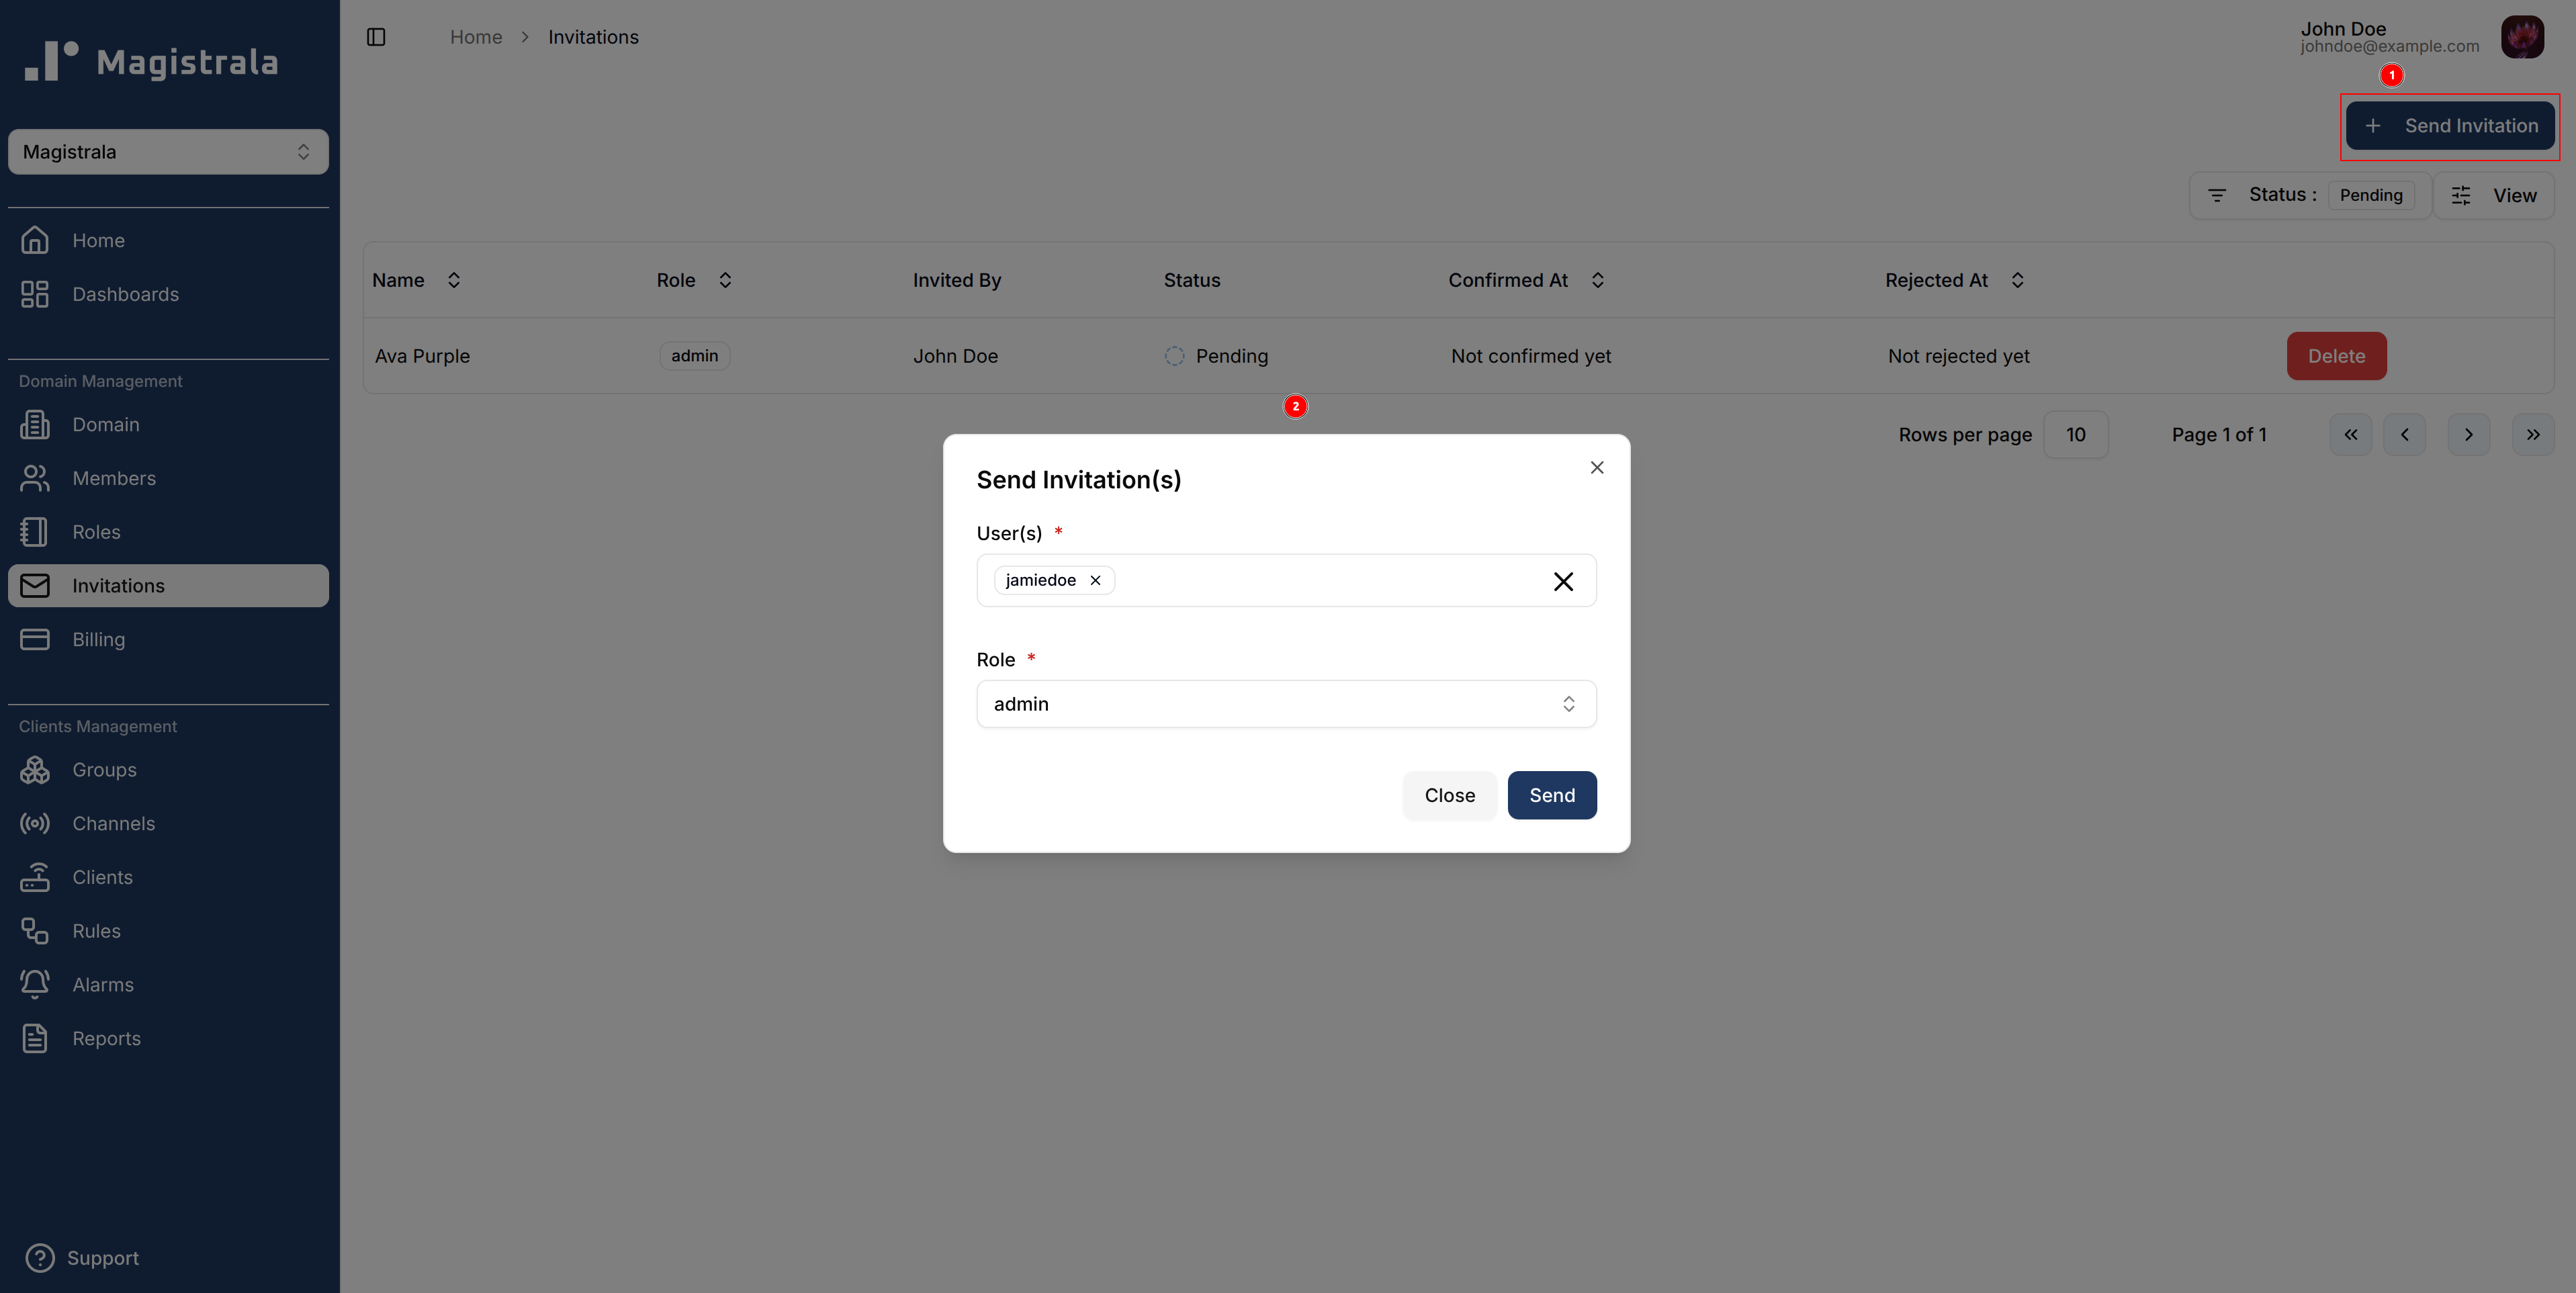 Magistrala
Magistrala
Home
Dashboards
Domain Management
Domain
Members
Roles
Invitations
Billing
Clients Management
Groups
Channels
Clients
Rules
Alarms
Reports
Support
Home > Invitations
John Doe
johndoe@example.com
1
+ Send Invitation
Status : Pending
View
Name Role Invited By Status Confirmed At Rejected At
Ava Purple admin John Doe Pending Not confirmed yet Not rejected yet Delete
Rows per page 10 Page 1 of 1
2
Send Invitation(s)
User(s) *
jamiedoe
Role *
admin
Close Send